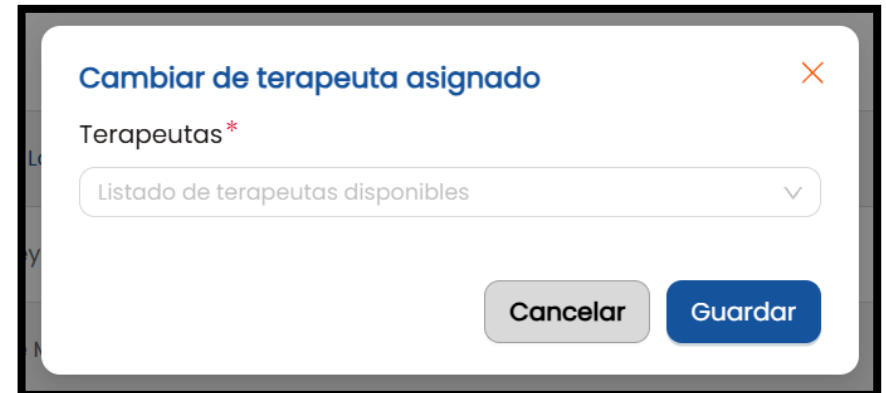 Cambiar de terapeuta asignado
Terapeutas*
Listado de terapeutas disponibles
Cancelar
Guardar